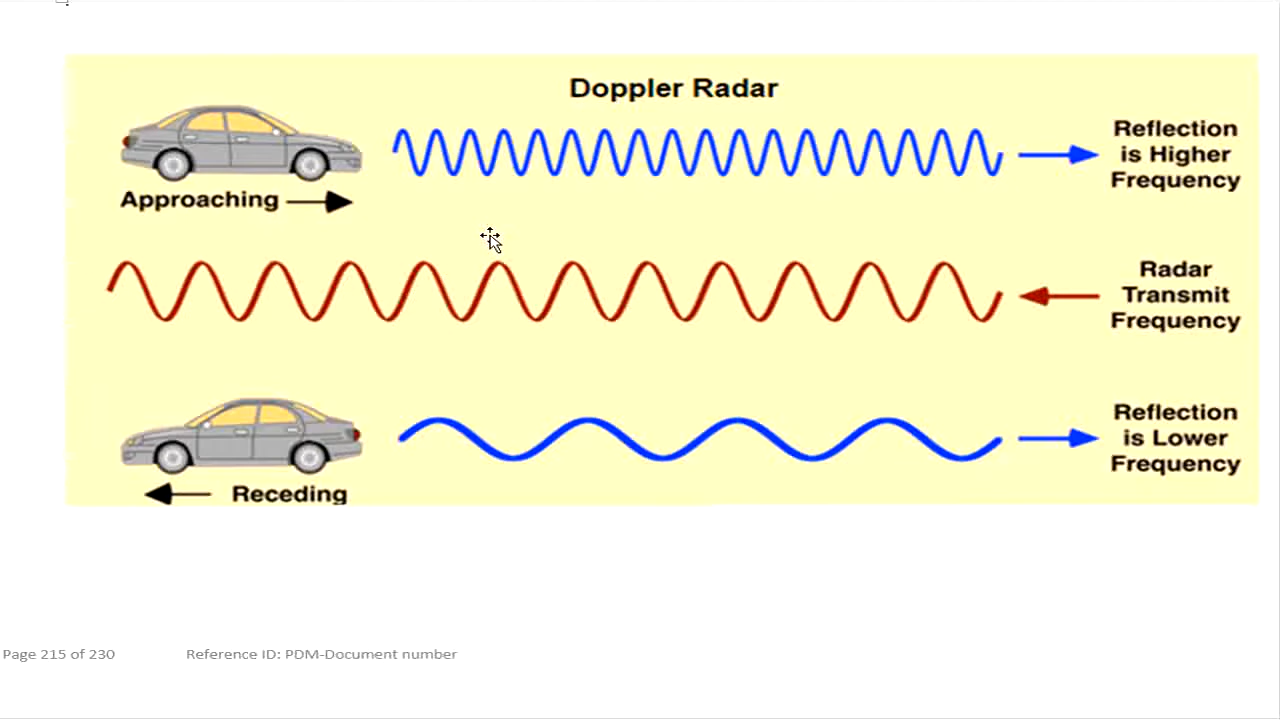 Doppler Radar
Reflection
is Higher
Frequency
Approaching
Radar
Transmit
Frequency
Reflection
is Lower
Frequency
Receding
Page 215 of 230 Reference ID: PDM-Document number